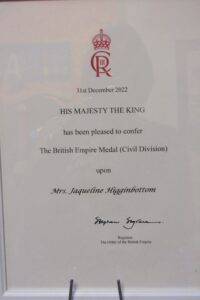 31st December 2022
HIS MAJESTY THE KING
has been pleased to confer
The British Empire Medal (Civil Division)
upon
Mrs. Jaqueline Higginbottom
Registrar
The Order of the British Empire